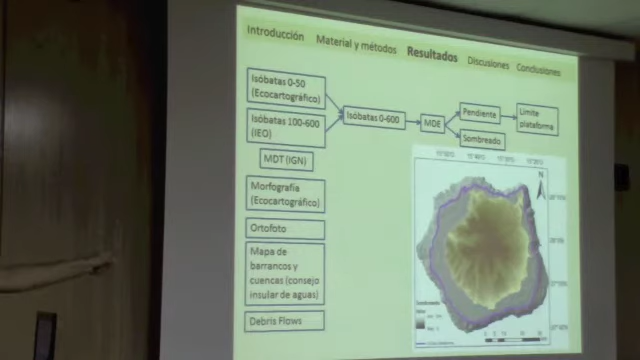 Introducción Material y métodos Resultados Discusiones Conclusiones
Isóbatas 0-50
(Ecocartográfico)
Isóbatas 100-600
(IEO)
Isóbatas 0-600
MDE
Pendiente
Sombreado
Limite
plataforma
MDT (IGN)
Morfografía
(Ecocartográfico)
Ortofoto
Mapa de
barrancos y
cuencas (consejo
insular de aguas)
Debris Flows
N